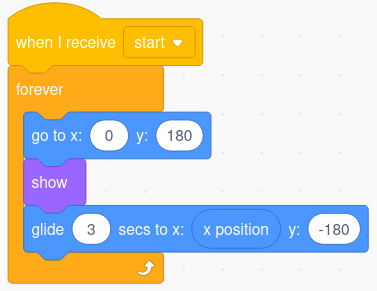 when I receive start
forever
go to x: 0 y: 180
show
glide 3 secs to x: x position y: -180